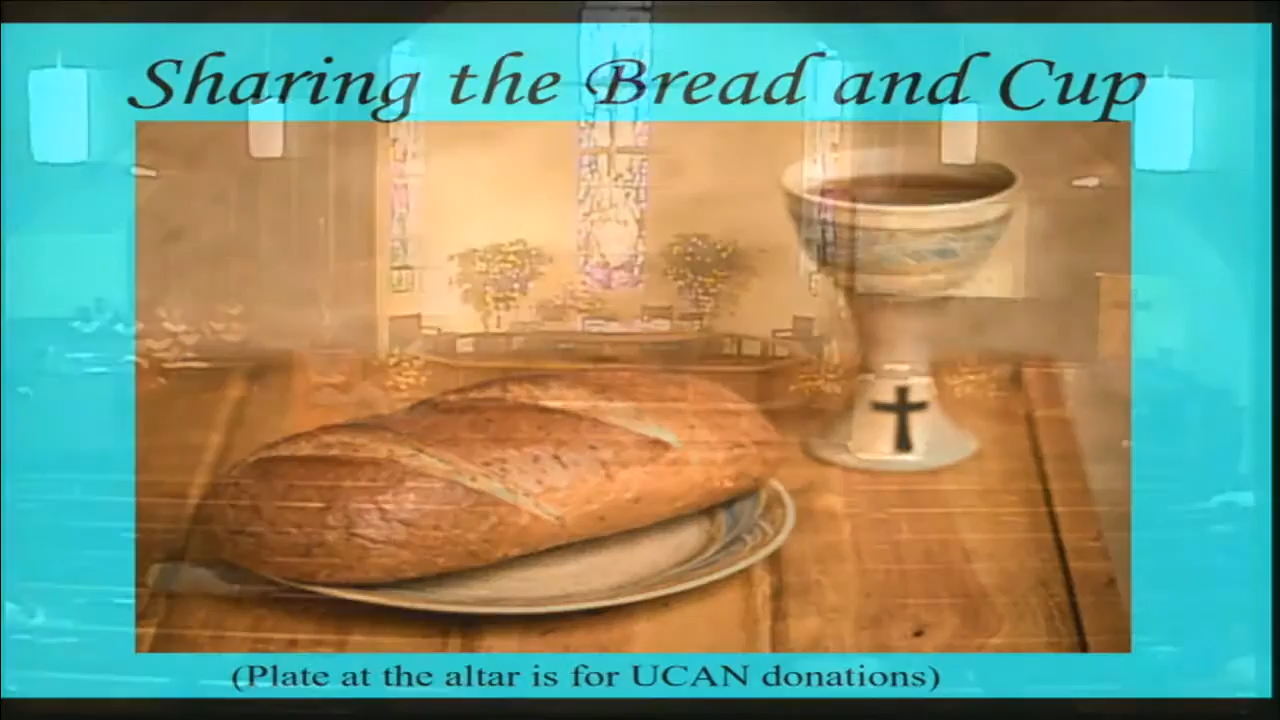 Sharing the Bread and Cup
(Plate at the altar is for UCAN donations)